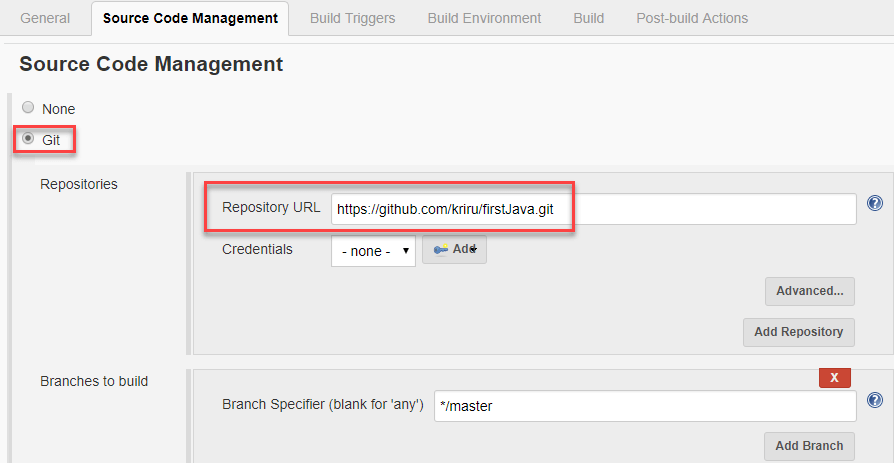 General Source Code Management Build Triggers Build Environment Build Post-build Actions
Source Code Management
None
Git
Repositories
Repository URL https://github.com/kriru/firstJava.git
Credentials - none - Add
Advanced...
Add Repository
Branches to build
X
Branch Specifier (blank for 'any') */master
Add Branch